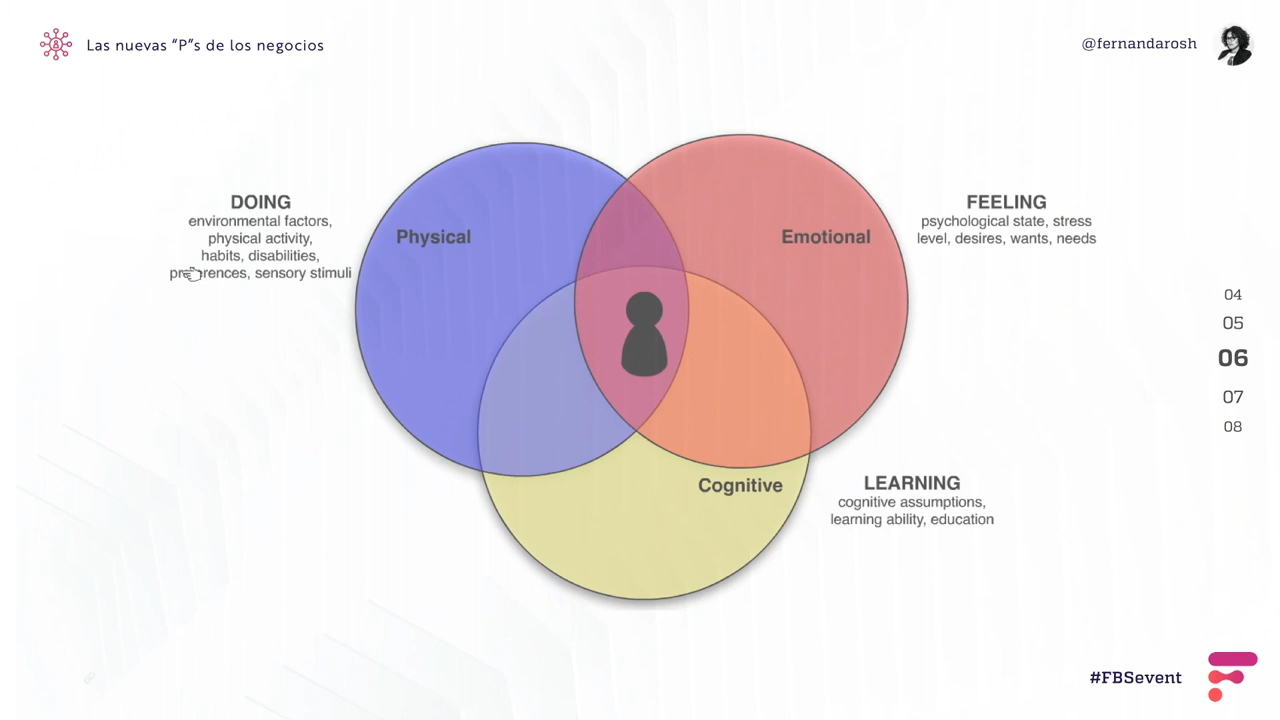 Las nuevas “P”s de los negocios
@fernandarosh
DOING
environmental factors,
physical activity,
habits, disabilities,
preferences, sensory stimuli
Physical
Emotional
FEELING
psychological state, stress
level, desires, wants, needs
04
05
06
07
08
Cognitive
LEARNING
cognitive assumptions,
learning ability, education
#FBSevent